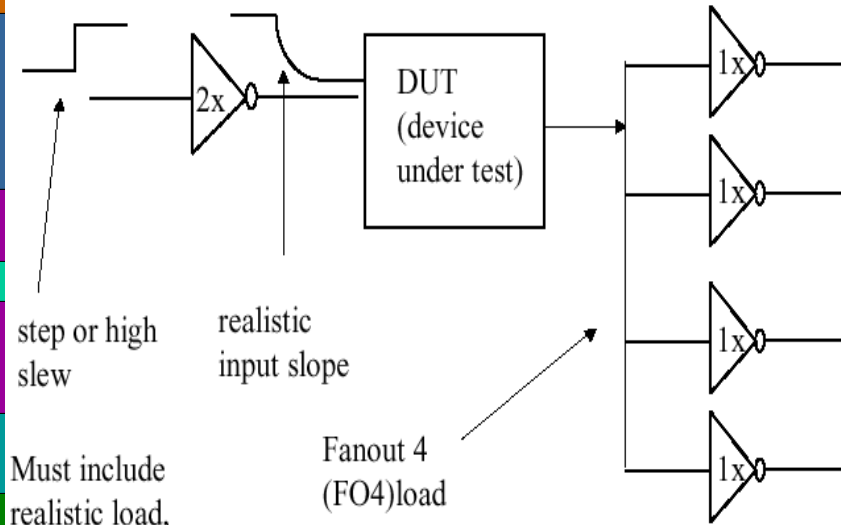 2x
DUT
(device
under test)
1x
1x
1x
1x
step or high
slew
realistic
input slope
Fanout 4
(FO4)load
Must include
realistic load,